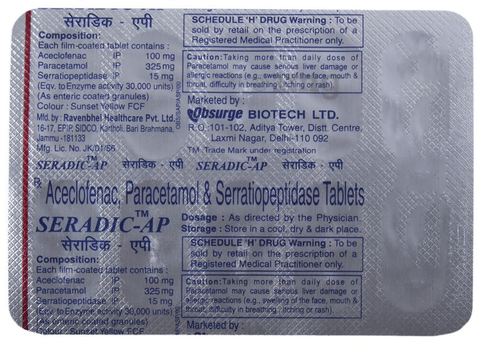 सेराडिक - एपी
Composition:
Each film-coated tablet contains :
Aceclofenac IP 100 mg
Paracetamol IP 325 mg
Serratiopeptidase IP 15 mg
(Eqv. to Enzyme activity 30,000 units)
(As enteric coated granules)
Colour : Sunset Yellow FCF
Mfd. by : Ravenbhel Healthcare Pvt. Ltd.
16-17, EPIP, SIDCO, Kartholi, Bari Brahmana,
Jammu -181133
Mfg. Lic. No. JK/01/
SCHEDULE 'H' DRUG Warning : To be
sold by retail on the prescription of a
Registered Medical Practitioner only.
Caution:Taking more than daily dose of
Paracetamol may cause serious liver damage or
allergic reactions (e.g., swelling of the face, mouth &
throat, difficulty in breathing, itching or rash).
Marketed by :
Obsurge BIOTECH LTD.
R.O. 101-102, Aditya Tower, Distt. Centre,
Laxmi Nagar, Delhi-110 092
TM Trade Mark under registration
SERADIC-AP™ सेराडिक - एपी SERADIC-AP™ सेराडिक - एपी
Rx Aceclofenac, Paracetamol & Serratiopeptidase Tablets
SERADIC-AP™
सेराडिक - एपी
Dosage : As directed by the Physician.
Storage : Store in a cool, dry & dark place.
Composition:
Each film-coated tablet contains :
Aceclofenac IP 100 mg
Paracetamol IP 325 mg
Serratiopeptidase IP 15 mg
(Eqv. to Enzyme activity 30,000 units)
(As enteric coated granules)
Colour : Sunset Yellow FCF
SCHEDULE 'H' DRUG Warning : To be
sold by retail on the prescription of a
Registered Medical Practitioner only.
Caution:Taking more than daily dose of
Paracetamol may cause serious liver damage or
allergic reactions (e.g., swelling of the face, mouth &
throat, difficulty in breathing, itching or rash).
Marketed by :